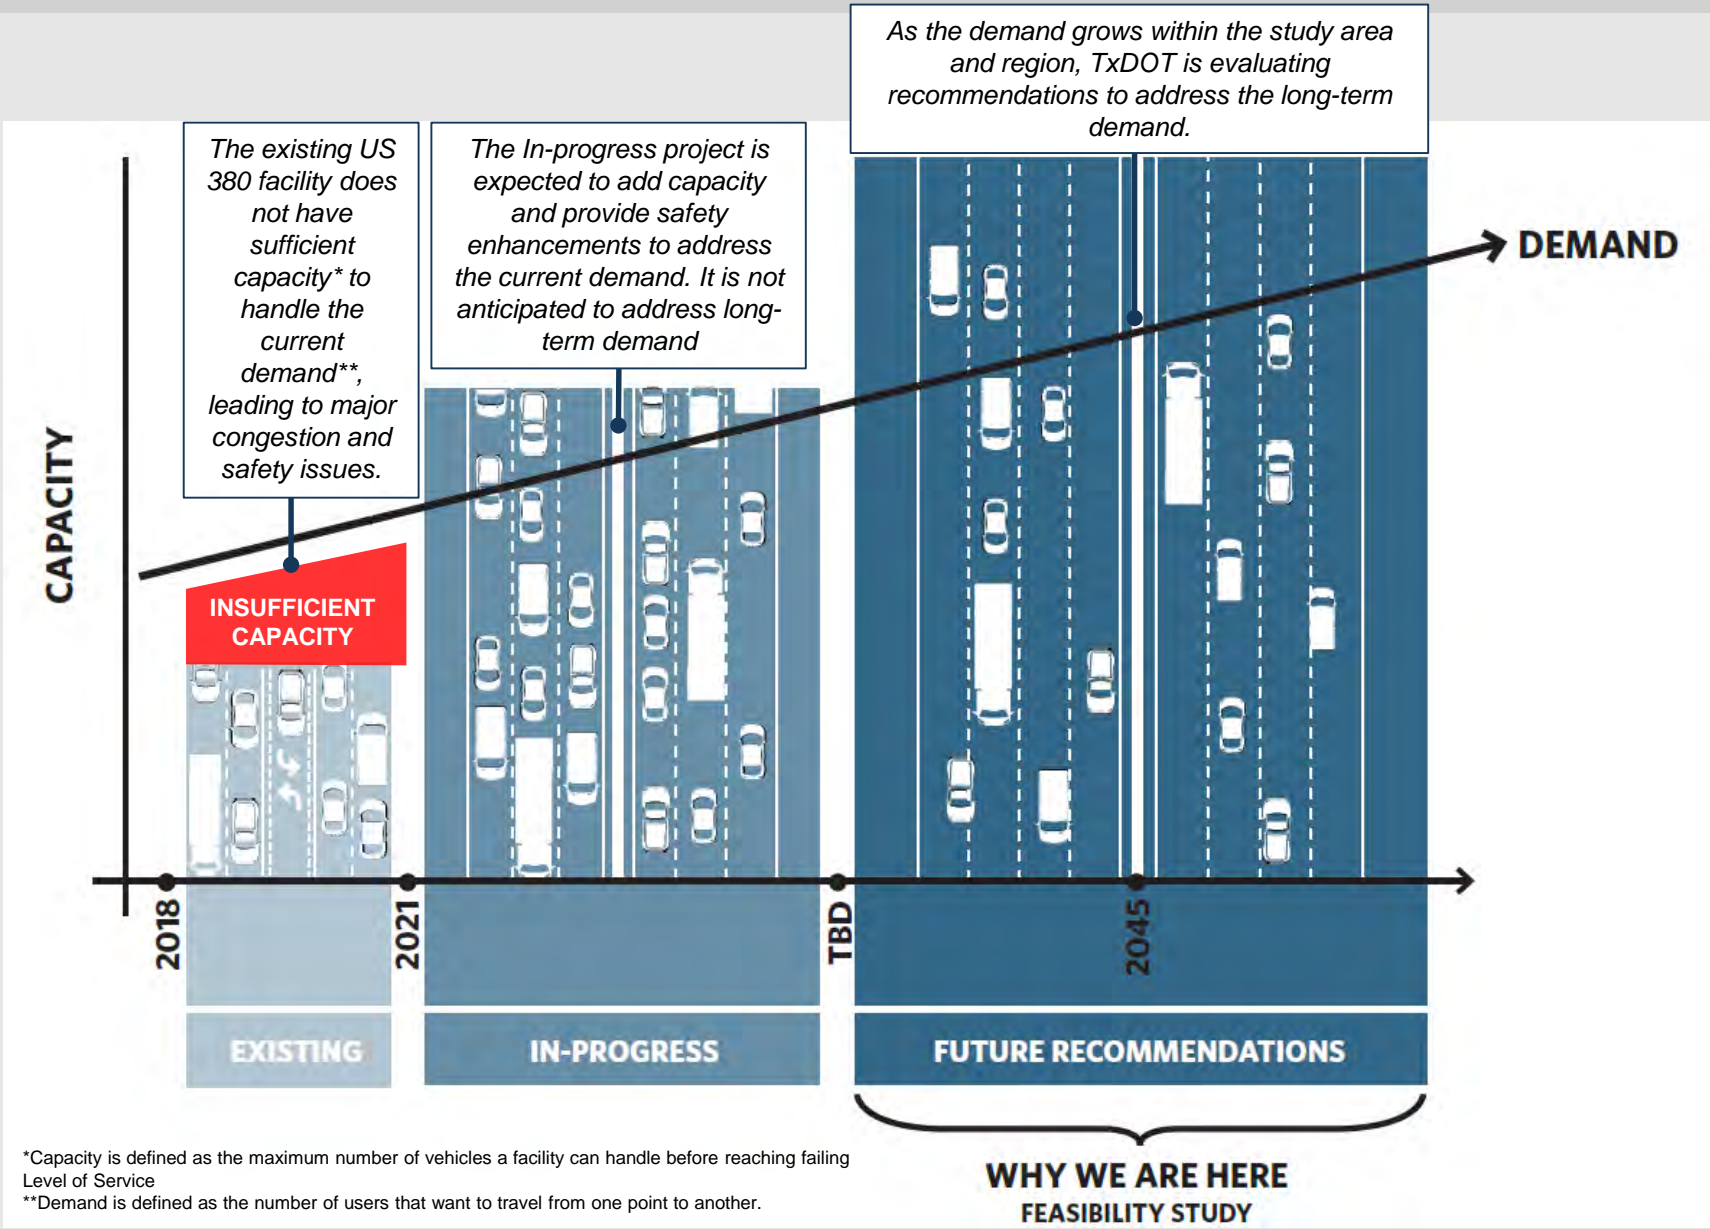 As the demand grows within the study area
and region, TxDOT is evaluating
recommendations to address the long-term
demand.
The existing US
380 facility does
not have
sufficient
capacity* to
handle the
current
demand**,
leading to major
congestion and
safety issues.
The In-progress project is
expected to add capacity
and provide safety
enhancements to address
the current demand. It is not
anticipated to address long-
term demand
DEMAND
CAPACITY
INSUFFICIENT
CAPACITY
2018
2021
TBD
2045
EXISTING
IN-PROGRESS
FUTURE RECOMMENDATIONS
WHY WE ARE HERE
FEASIBILITY STUDY
*Capacity is defined as the maximum number of vehicles a facility can handle before reaching failing
Level of Service
**Demand is defined as the number of users that want to travel from one point to another.